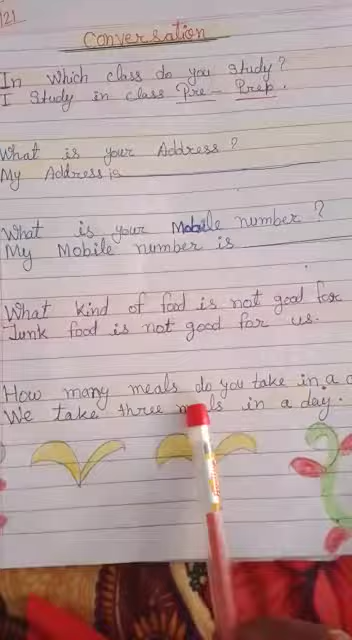 /21
Conversation
In which class do you study?
I study in class Pre - Prep.
What is your Address?
My Address is
What is your Mobile number?
My Mobile number is
What kind of food is not good for
Junk food is not good for us.
How many meals do you take in a
We take three meals in a day.